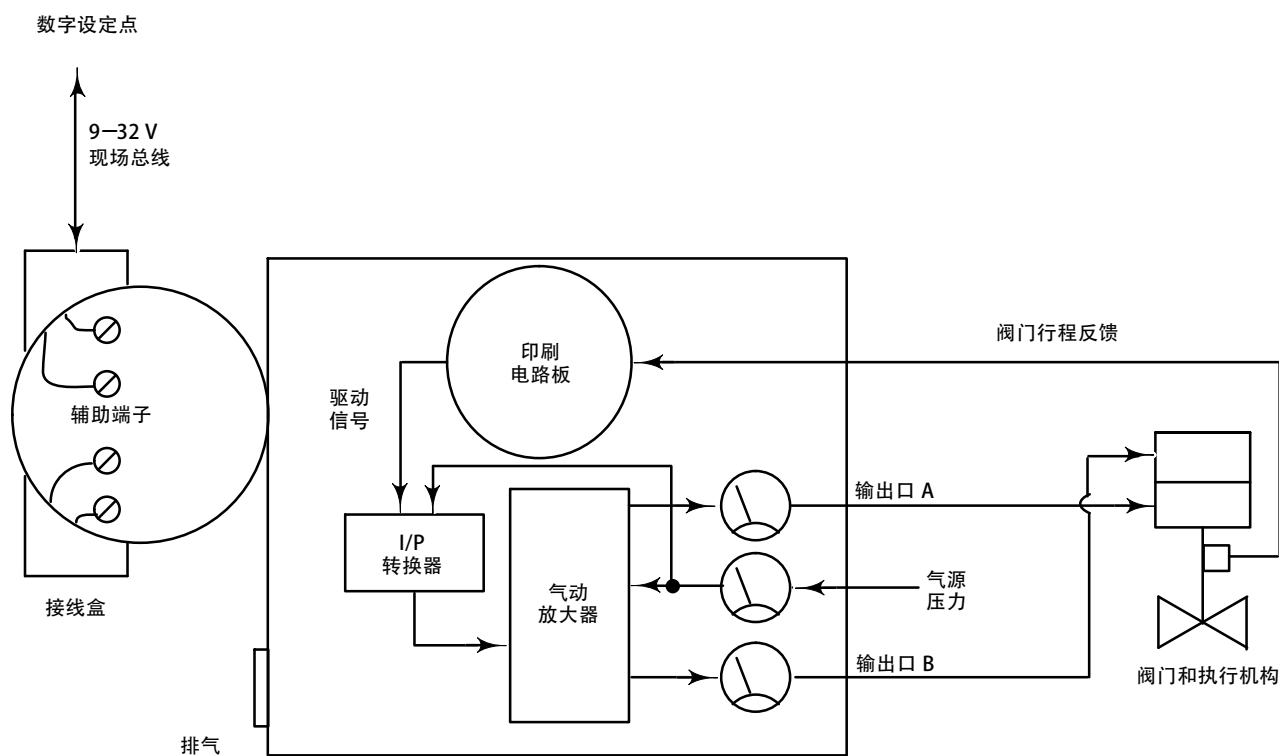 数字设定点
9–32 V
现场总线
阀门行程反馈
印刷
电路板
驱动
信号
辅助端子
输出口 A
I/P
转换器
气源
压力
气动
放大器
接线盒
输出口 B
阀门和执行机构
排气